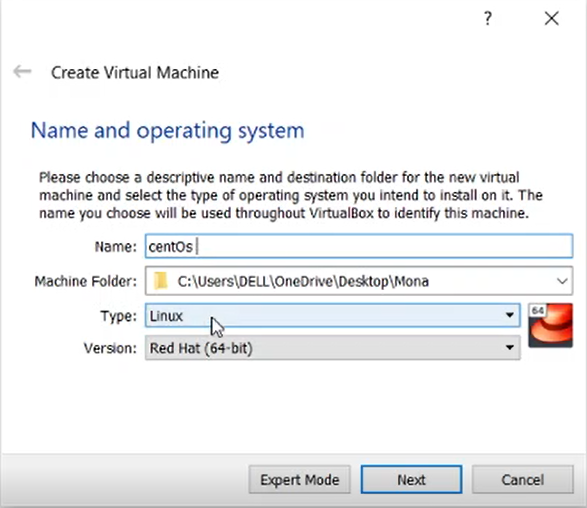 ?
Create Virtual Machine
Name and operating system
Please choose a descriptive name and destination folder for the new virtual
machine and select the type of operating system you intend to install on it. The
name you choose will be used throughout VirtualBox to identify this machine.
Name: centOs
Machine Folder: C:\Users\DELL\OneDrive\Desktop\Mona
Type: Linux
64
Version: Red Hat (64-bit)
Expert Mode Next Cancel